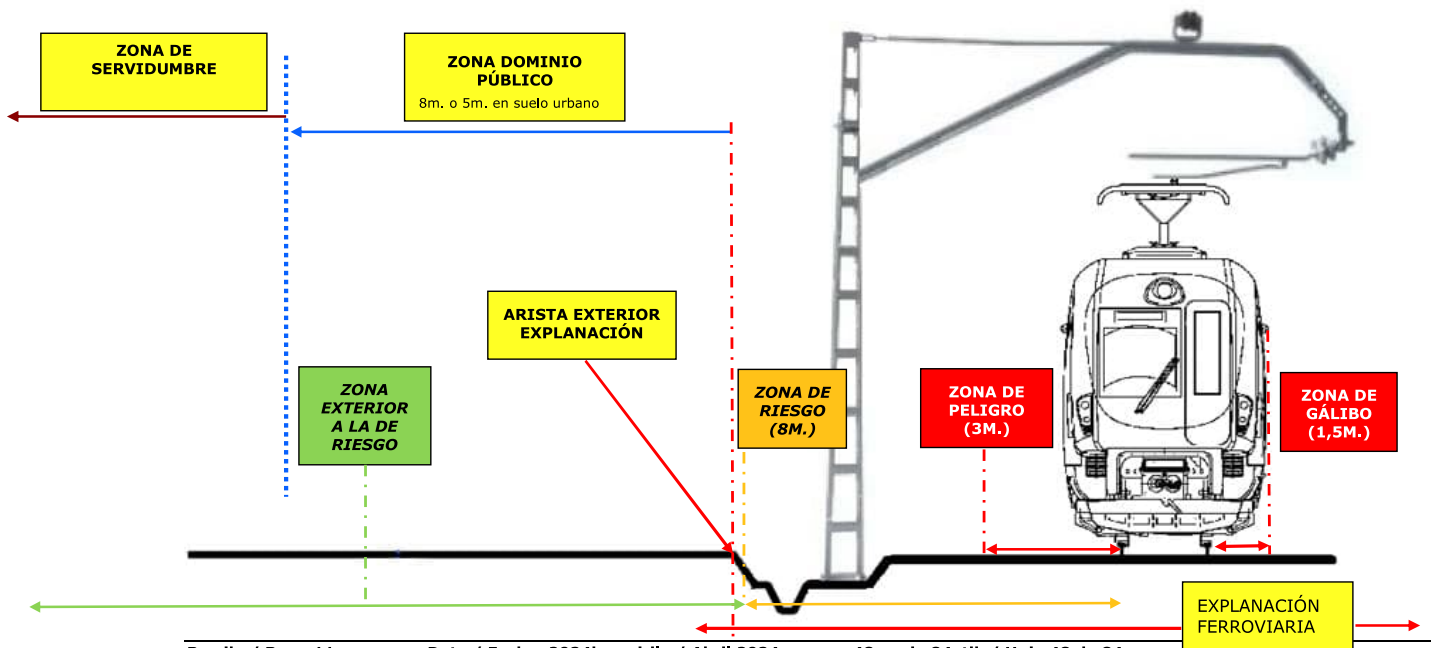 ZONA DE
SERVIDUMBRE
ZONA DOMINIO
PÚBLICO
8m. o 5m. en suelo urbano
ARISTA EXTERIOR
EXPLANACIÓN
ZONA
EXTERIOR
A LA DE
RIESGO
ZONA DE
RIESGO
(8M.)
ZONA DE
PELIGRO
(3M.)
ZONA DE
GÁLIBO
(1,5M.)
EXPLANACIÓN
FERROVIARIA